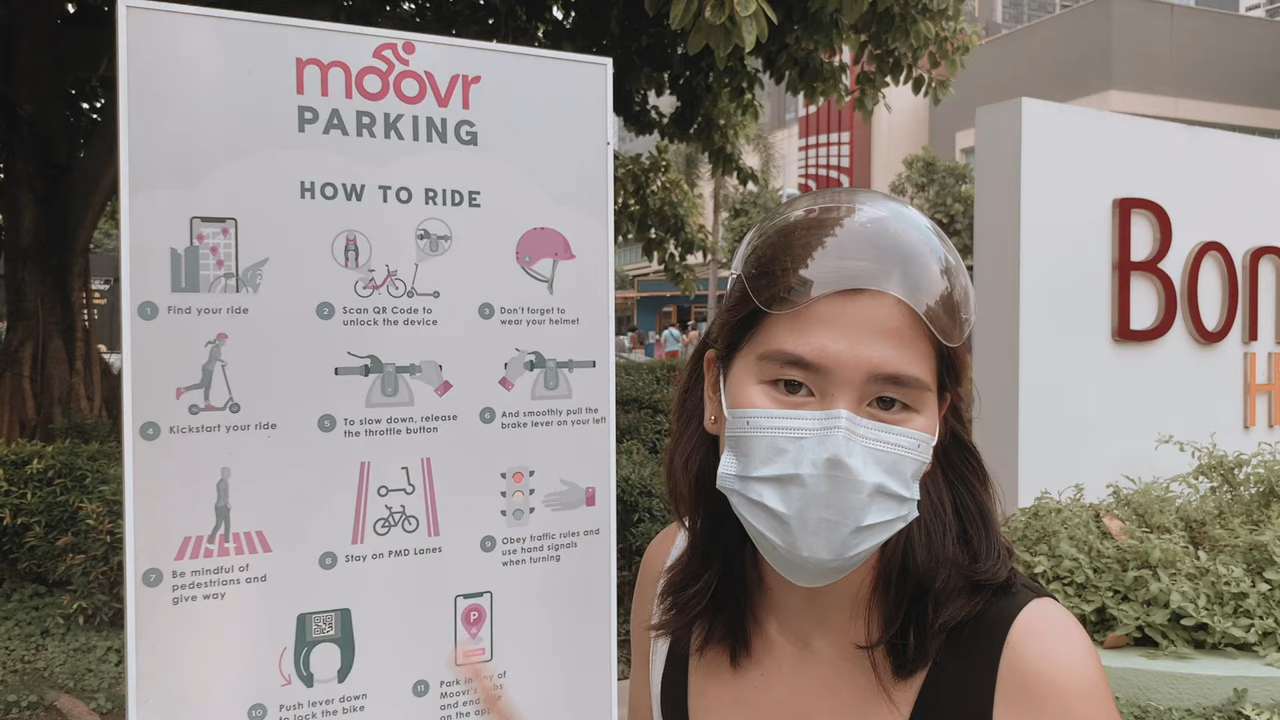 moovr
PARKING
HOW TO RIDE
1 Find your ride
2 Scan QR Code to
unlock the device
3 Don't forget to
wear your helmet
4 Kickstart your ride
5 To slow down, release
the throttle button
6 And smoothly pull the
brake lever on your left
7 Be mindful of
pedestrians and
give way
8 Stay on PMD Lanes
9 Obey traffic rules and
use hand signals
when turning
10 Push lever down
to lock the bike
P
11 Park in of
Moovr's
and end
on the app
Bon
H